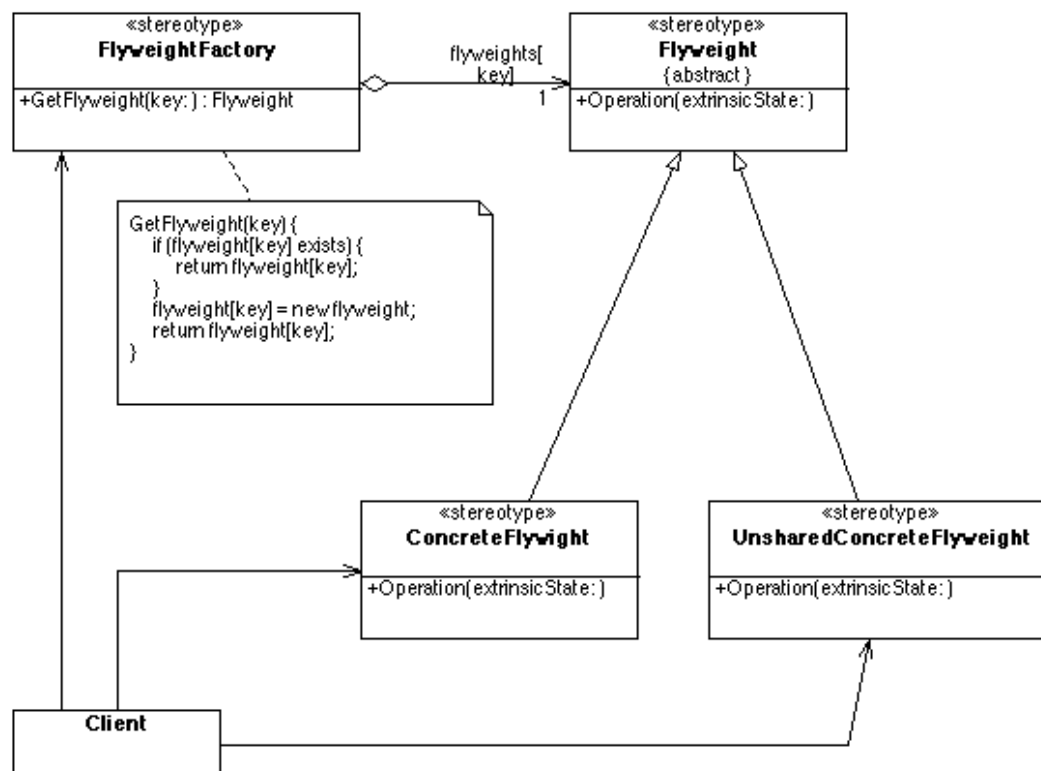 «stereotype»
FlyweightFactory
+GetFlyweight(key: ) : Flyweight
flyweights[
key]
1
«stereotype»
Flyweight
{abstract}
+Operation(extrinsicState: )
GetFlyweight(key) {
if (flyweight[key] exists) {
return flyweight[key];
}
flyweight[key] = new flyweight;
return flyweight[key];
}
«stereotype»
ConcreteFlywight
+Operation(extrinsicState: )
«stereotype»
UnsharedConcreteFlyweight
+Operation(extrinsicState: )
Client